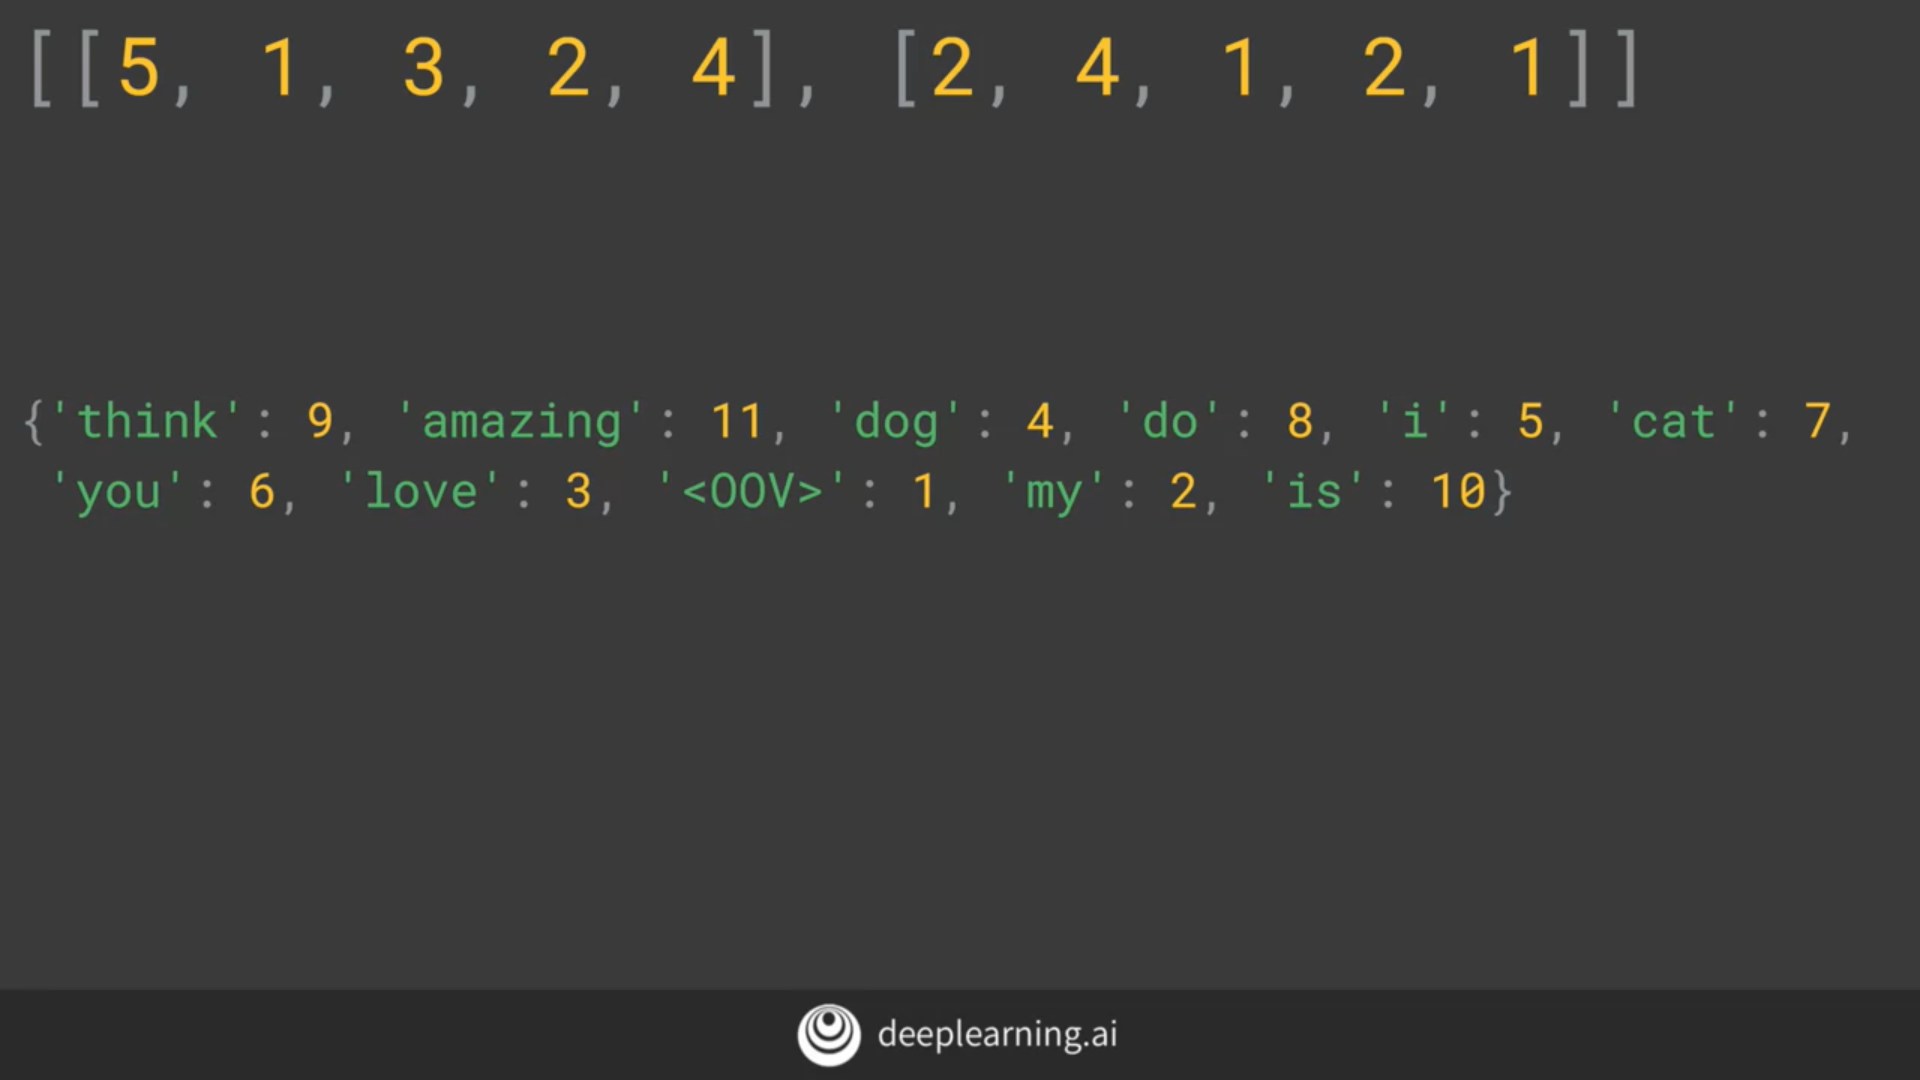 [[5, 1, 3, 2, 4], [2, 4, 1, 2, 1]]
{'think': 9, 'amazing': 11, 'dog': 4, 'do': 8, 'i': 5, 'cat': 7,
'you': 6, 'love': 3, '<OOV>': 1, 'my': 2, 'is': 10}
deeplearning.ai